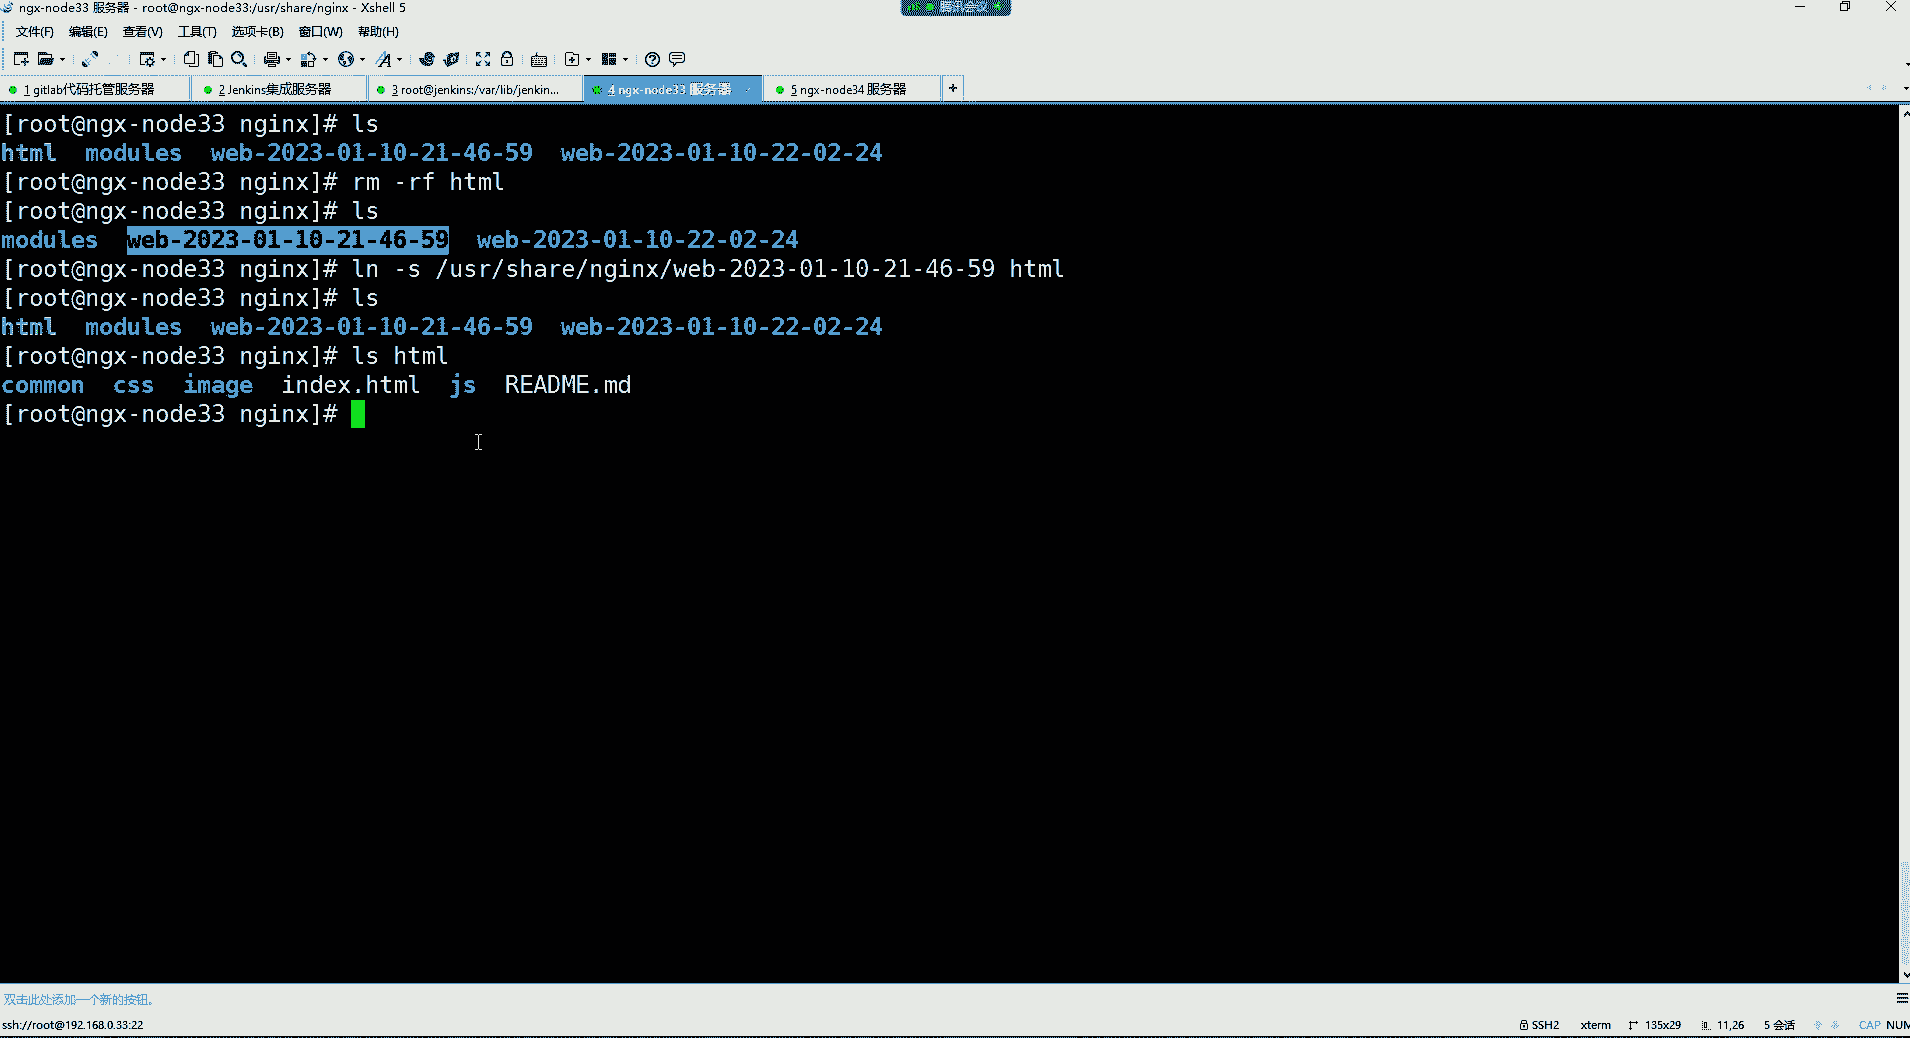 ngx-node33 服务器 - root@ngx-node33:/usr/share/nginx - Xshell 5
腾讯会议
文件(F) 编辑(E) 查看(V) 工具(T) 选项卡(B) 窗口(W) 帮助(H)
1 gitlab代码托管服务器 2 Jenkins集成服务器 3 root@jenkins:/var/lib/jenkin... 4 ngx-node33 服务器 5 ngx-node34 服务器 +
[root@ngx-node33 nginx]# ls
html modules web-2023-01-10-21-46-59 web-2023-01-10-22-02-24
[root@ngx-node33 nginx]# rm -rf html
[root@ngx-node33 nginx]# ls
modules web-2023-01-10-21-46-59 web-2023-01-10-22-02-24
[root@ngx-node33 nginx]# ln -s /usr/share/nginx/web-2023-01-10-21-46-59 html
[root@ngx-node33 nginx]# ls
html modules web-2023-01-10-21-46-59 web-2023-01-10-22-02-24
[root@ngx-node33 nginx]# ls html
common css image index.html js README.md
[root@ngx-node33 nginx]#
双击此处添加一个新的按钮。
ssh://root@192.168.0.33:22 SSH2 xterm 135x29 11,26 5 会话 CAP NUM